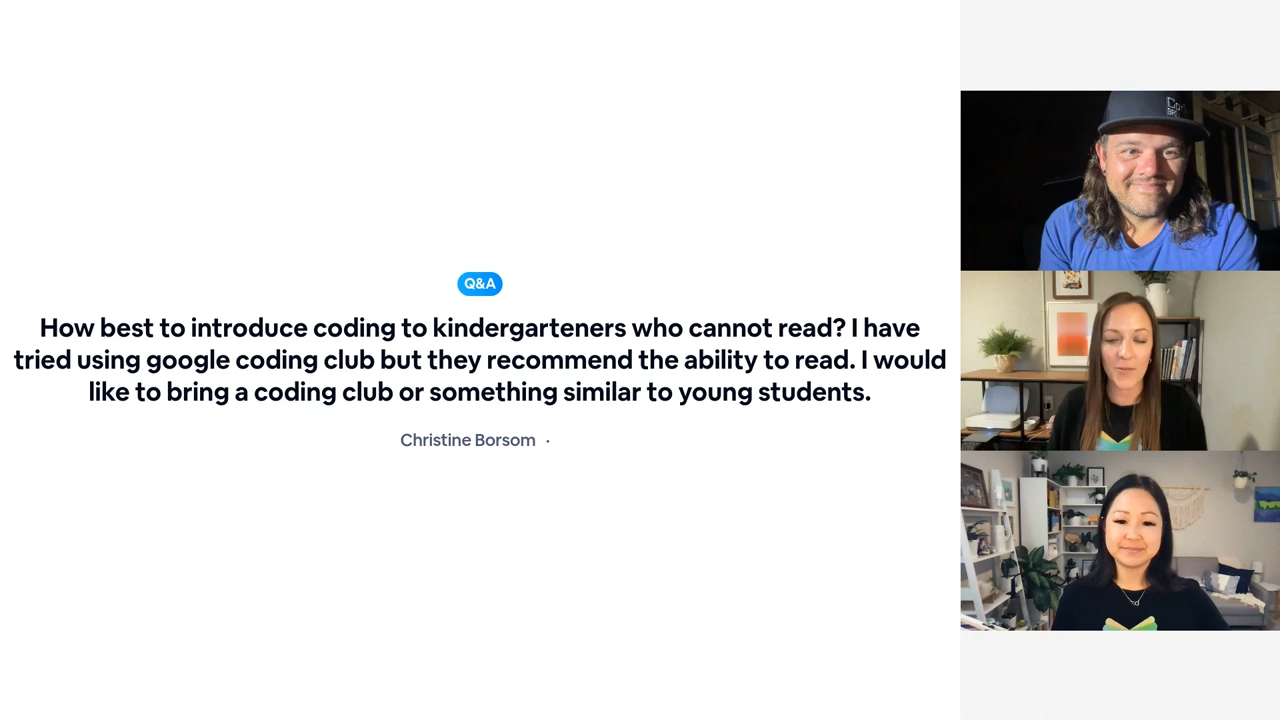 Q&A
How best to introduce coding to kindergarteners who cannot read? I have
tried using google coding club but they recommend the ability to read. I would
like to bring a coding club or something similar to young students.
Christine Borsom ·